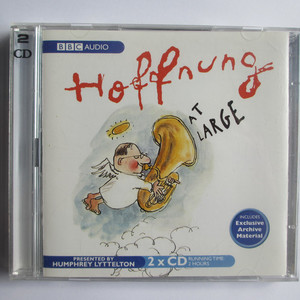 2
CD
BBC AUDIO
Hoffnung
AT
LARGE
INCLUDES
Exclusive
Archive
Material
PRESENTED BY
HUMPHREY LYTTELTON
2 x CD
RUNNING TIME
2 HOURS